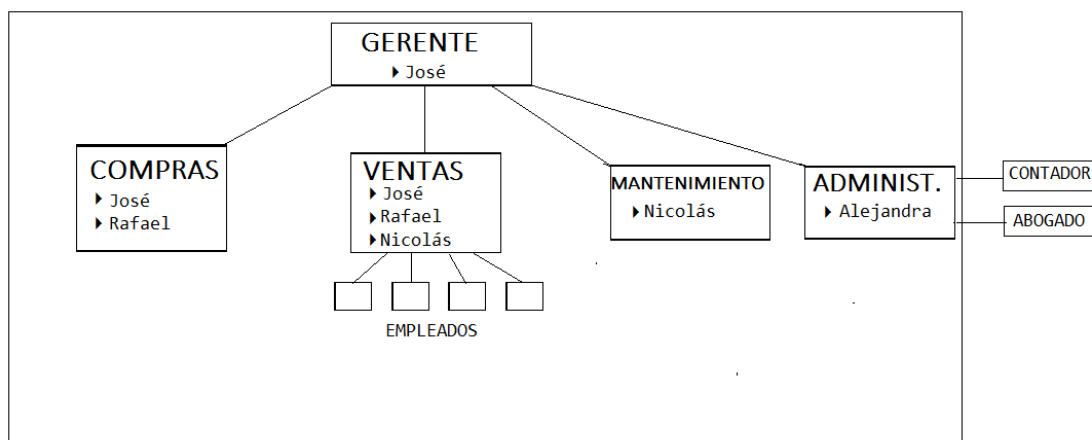 GERENTE
José
COMPRAS
José
Rafael
VENTAS
José
Rafael
Nicolás
MANTENIMIENTO
Nicolás
ADMINIST.
Alejandra
CONTADOR
ABOGADO
EMPLEADOS